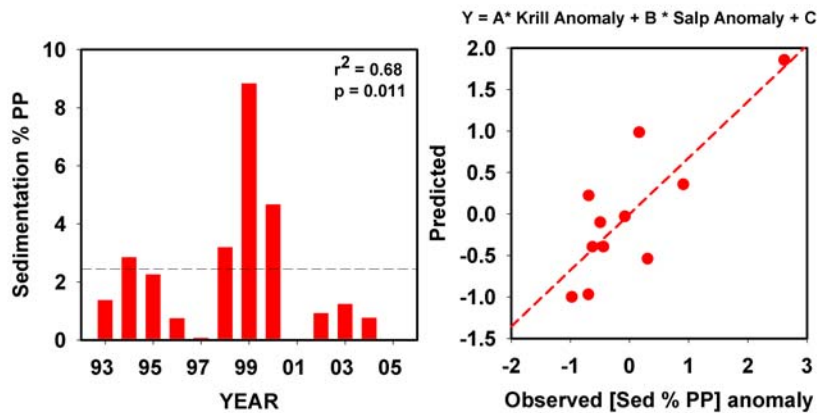 Y = A* Krill Anomaly + B * Salp Anomaly + C
r2 = 0.68
p = 0.011
Sedimentation % PP
10
8
6
4
2
0
93 95 97 99 01 03 05
YEAR
Predicted
2.0
1.5
1.0
0.5
0.0
-0.5
-1.0
-1.5
-2 -1 0 1 2 3
Observed [Sed % PP] anomaly